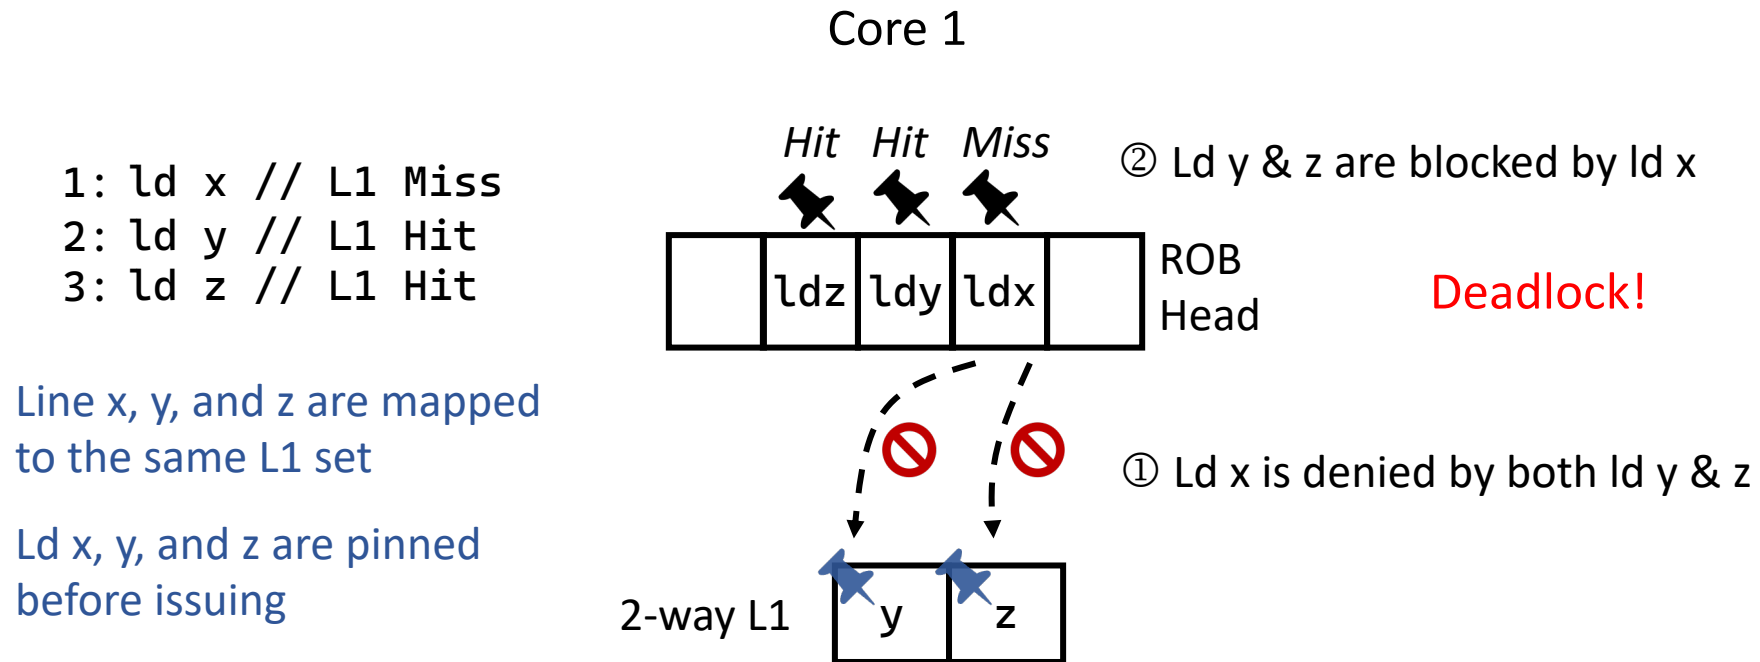 Core 1
1: ld x // L1 Miss
2: ld y // L1 Hit
3: ld z // L1 Hit
Line x, y, and z are mapped
to the same L1 set
Ld x, y, and z are pinned
before issuing
Hit Hit Miss
ldz ldy ldx
ROB
Head
2-way L1
y z
② Ld y & z are blocked by ld x
Deadlock!
① Ld x is denied by both ld y & z